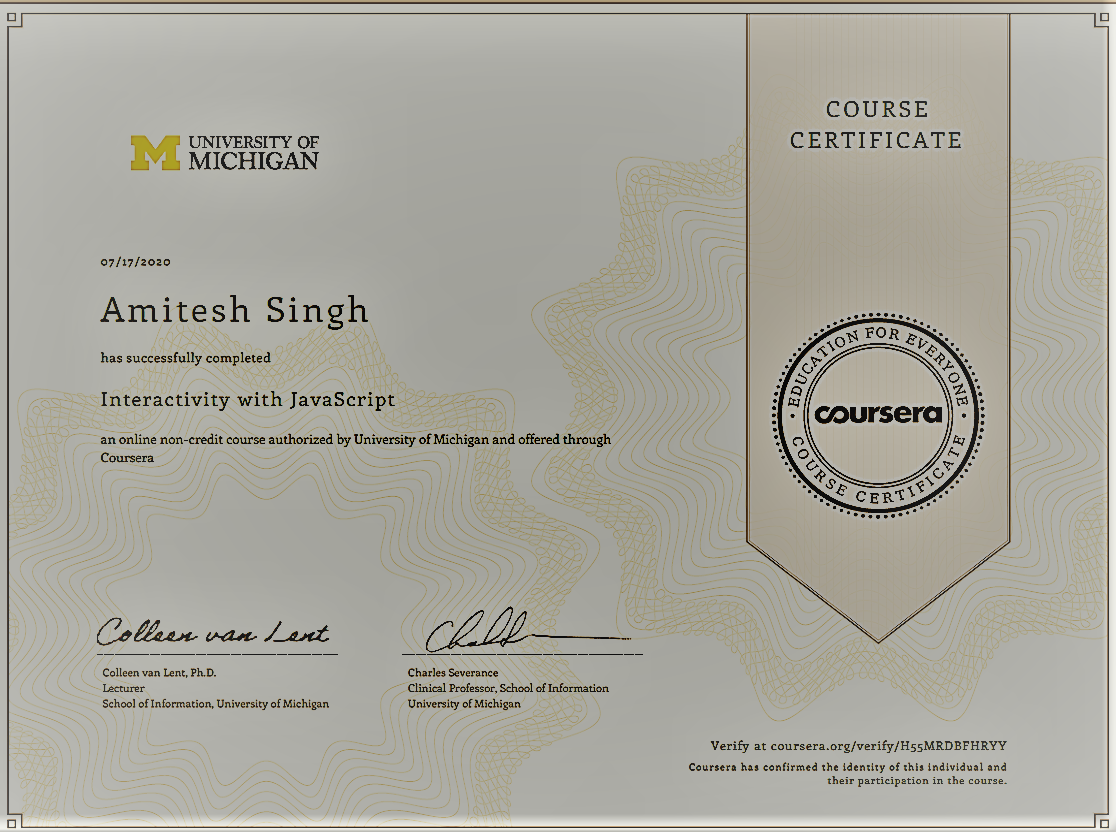 UNIVERSITY OF
MICHIGAN
COURSE
CERTIFICATE
07/17/2020
Amitesh Singh
has successfully completed
Interactivity with JavaScript
an online non-credit course authorized by University of Michigan and offered through
Coursera
EDUCATION FOR EVERYONE
coursera
COURSE CERTIFICATE
Colleen van Lent
Colleen van Lent, Ph.D.
Lecturer
School of Information, University of Michigan
Charles Severance
Clinical Professor, School of Information
University of Michigan
Verify at coursera.org/verify/H55MRDBFHRYY
Coursera has confirmed the identity of this individual and
their participation in the course.